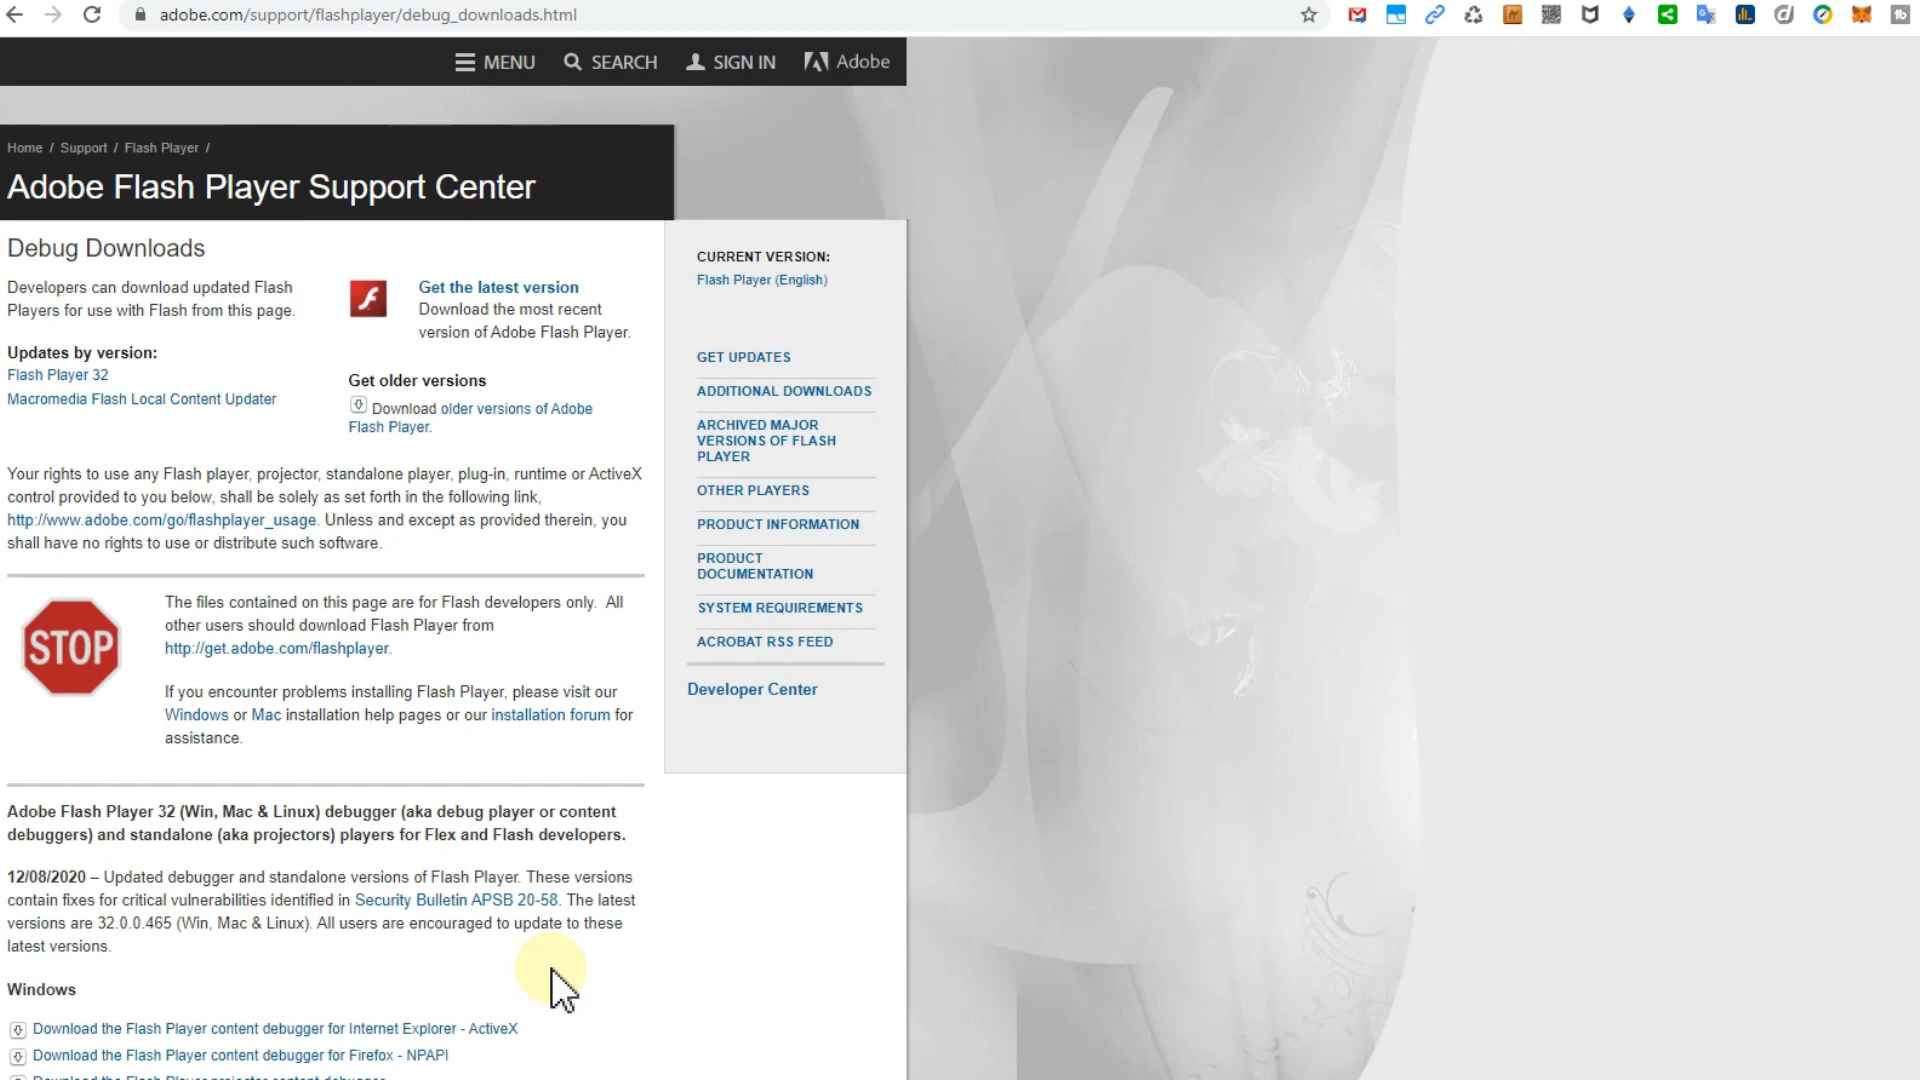 adobe.com/support/flashplayer/debug_downloads.html
MENU SEARCH SIGN IN Adobe
Home / Support / Flash Player /
Adobe Flash Player Support Center
Debug Downloads
Developers can download updated Flash
Players for use with Flash from this page.
Updates by version:
Flash Player 32
Macromedia Flash Local Content Updater
Get the latest version
Download the most recent
version of Adobe Flash Player.
Get older versions
Download older versions of Adobe
Flash Player.
Your rights to use any Flash player, projector, standalone player, plug-in, runtime or ActiveX
control provided to you below, shall be solely as set forth in the following link,
http://www.adobe.com/go/flashplayer_usage. Unless and except as provided therein, you
shall have no rights to use or distribute such software.
STOP
The files contained on this page are for Flash developers only. All
other users should download Flash Player from
http://get.adobe.com/flashplayer.
If you encounter problems installing Flash Player, please visit our
Windows or Mac installation help pages or our installation forum for
assistance.
Adobe Flash Player 32 (Win, Mac & Linux) debugger (aka debug player or content
debuggers) and standalone (aka projectors) players for Flex and Flash developers.
12/08/2020 – Updated debugger and standalone versions of Flash Player. These versions
contain fixes for critical vulnerabilities identified in Security Bulletin APSB 20-58. The latest
versions are 32.0.0.465 (Win, Mac & Linux). All users are encouraged to update to these
latest versions.
Windows
Download the Flash Player content debugger for Internet Explorer - ActiveX
Download the Flash Player content debugger for Firefox - NPAPI
Download the Flash Player projector content debugger
CURRENT VERSION:
Flash Player (English)
GET UPDATES
ADDITIONAL DOWNLOADS
ARCHIVED MAJOR
VERSIONS OF FLASH
PLAYER
OTHER PLAYERS
PRODUCT INFORMATION
PRODUCT
DOCUMENTATION
SYSTEM REQUIREMENTS
ACROBAT RSS FEED
Developer Center